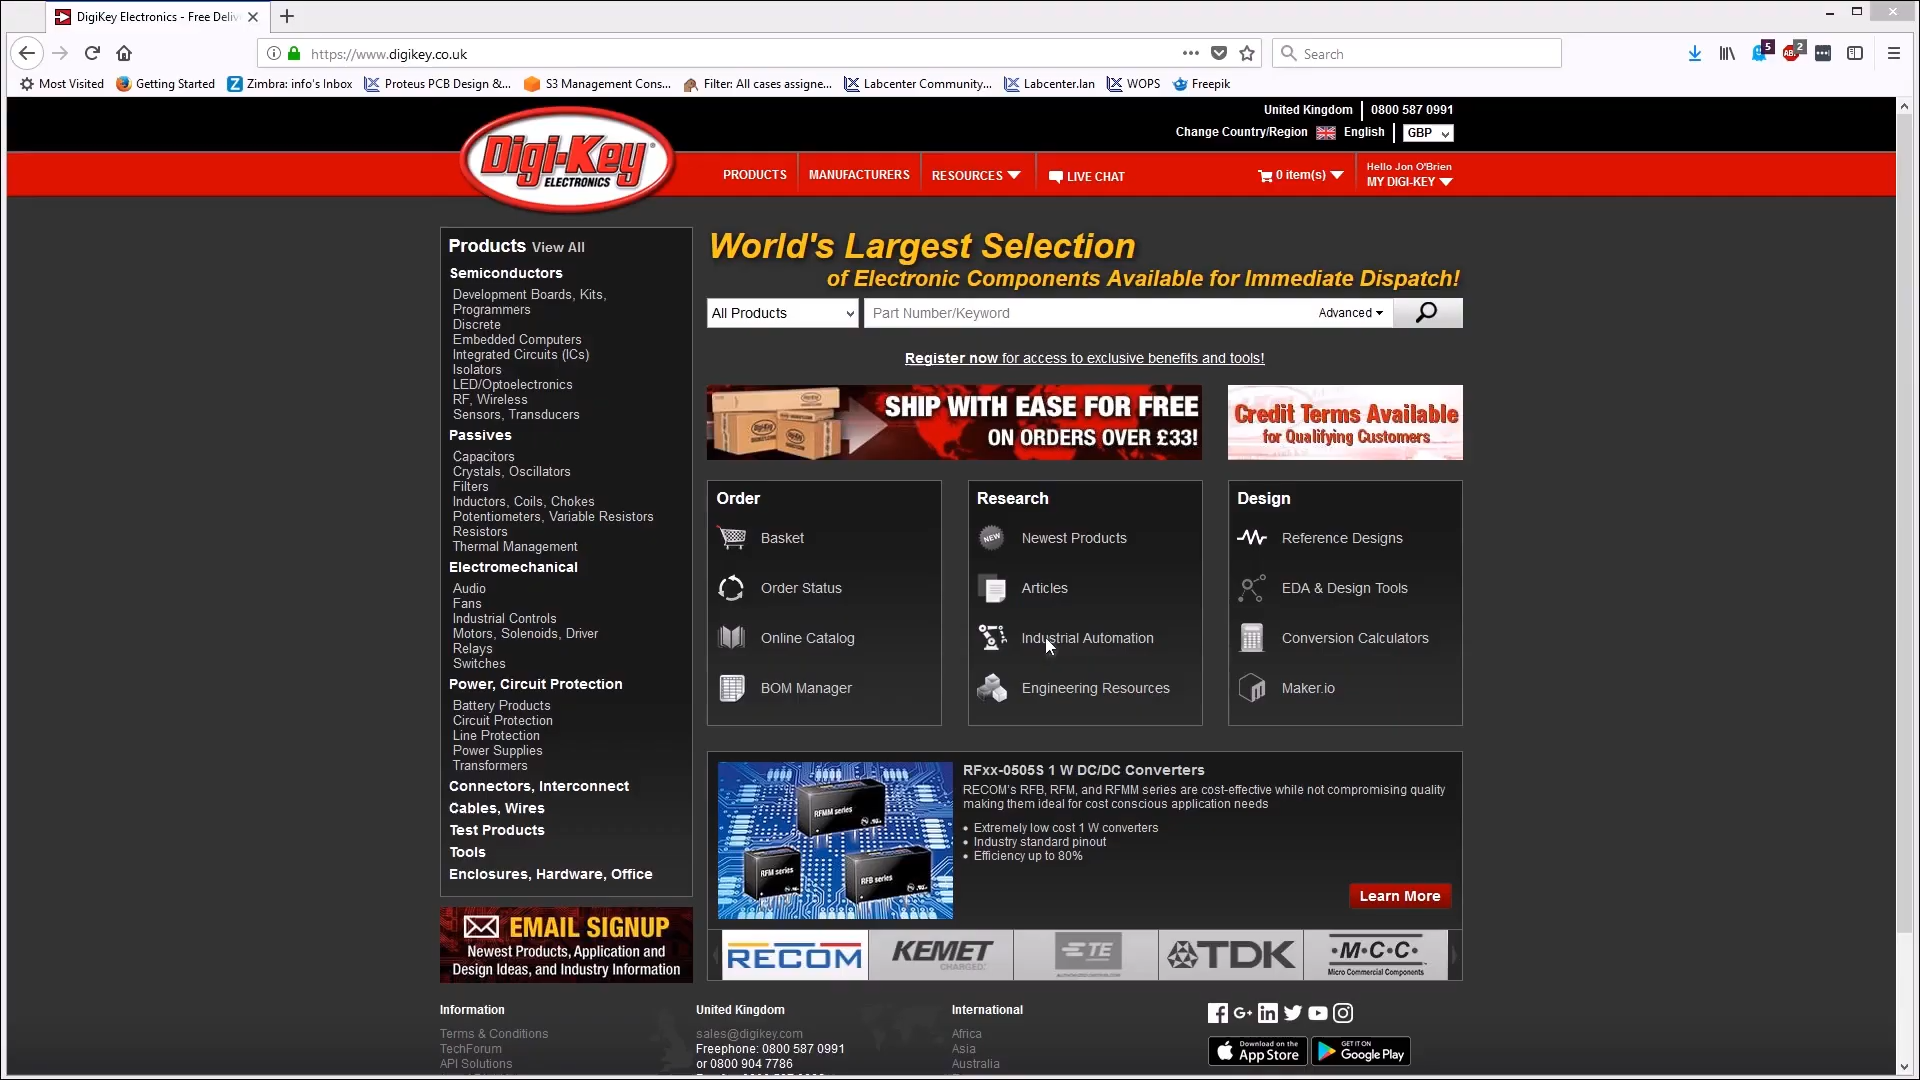 DigiKey Electronics - Free Deliv
https://www.digikey.co.uk
Search
5
2
Most Visited
Getting Started
Zimbra: info's Inbox
Proteus PCB Design &...
S3 Management Cons...
Filter: All cases assigne...
Labcenter Community...
Labcenter.lan
WOPS
Freepik
United Kingdom
0800 587 0991
Change Country/Region
English
GBP
Digi-Key
ELECTRONICS
PRODUCTS
MANUFACTURERS
RESOURCES
LIVE CHAT
0 item(s)
Hello Jon O'Brien
MY DIGI-KEY
Products View All
Semiconductors
Development Boards, Kits,
Programmers
Discrete
Embedded Computers
Integrated Circuits (ICs)
Isolators
LED/Optoelectronics
RF, Wireless
Sensors, Transducers
Passives
Capacitors
Crystals, Oscillators
Filters
Inductors, Coils, Chokes
Potentiometers, Variable Resistors
Resistors
Thermal Management
Electromechanical
Audio
Fans
Industrial Controls
Motors, Solenoids, Driver
Relays
Switches
Power, Circuit Protection
Battery Products
Circuit Protection
Line Protection
Power Supplies
Transformers
Connectors, Interconnect
Cables, Wires
Test Products
Tools
Enclosures, Hardware, Office
EMAIL SIGNUP
Newest Products, Application and
Design Ideas, and Industry Information
World's Largest Selection
of Electronic Components Available for Immediate Dispatch!
All Products
Part Number/Keyword
Advanced
Register now for access to exclusive benefits and tools!
SHIP WITH EASE FOR FREE
ON ORDERS OVER £33!
Credit Terms Available
for Qualifying Customers
Order
Basket
Order Status
Online Catalog
BOM Manager
Research
NEW
Newest Products
Articles
Industrial Automation
Engineering Resources
Design
Reference Designs
EDA & Design Tools
Conversion Calculators
Maker.io
RFMM series
RFM series
RFB series
RFxx-0505S 1 W DC/DC Converters
RECOM's RFB, RFM, and RFMM series are cost-effective while not compromising quality
making them ideal for cost conscious application needs
• Extremely low cost 1 W converters
• Industry standard pinout
• Efficiency up to 80%
Learn More
RECOM
KEMET
CHARGED.
TE
TDK
·M·C·C·
Micro Commercial Components
Information
Terms & Conditions
TechForum
API Solutions
United Kingdom
sales@digikey.com
Freephone: 0800 587 0991
or 0800 904 7786
International
Africa
Asia
Australia
Download on the
App Store
GET IT ON
Google Play